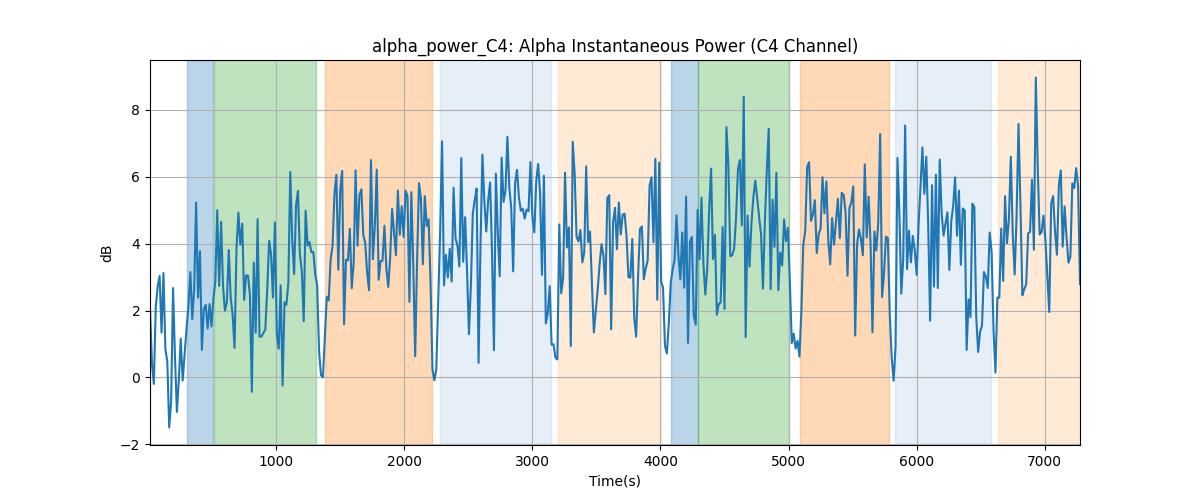 alpha_power_C4: Alpha Instantaneous Power (C4 Channel)
dB
8
6
4
2
0
−2
1000 2000 3000 4000 5000 6000 7000
Time(s)